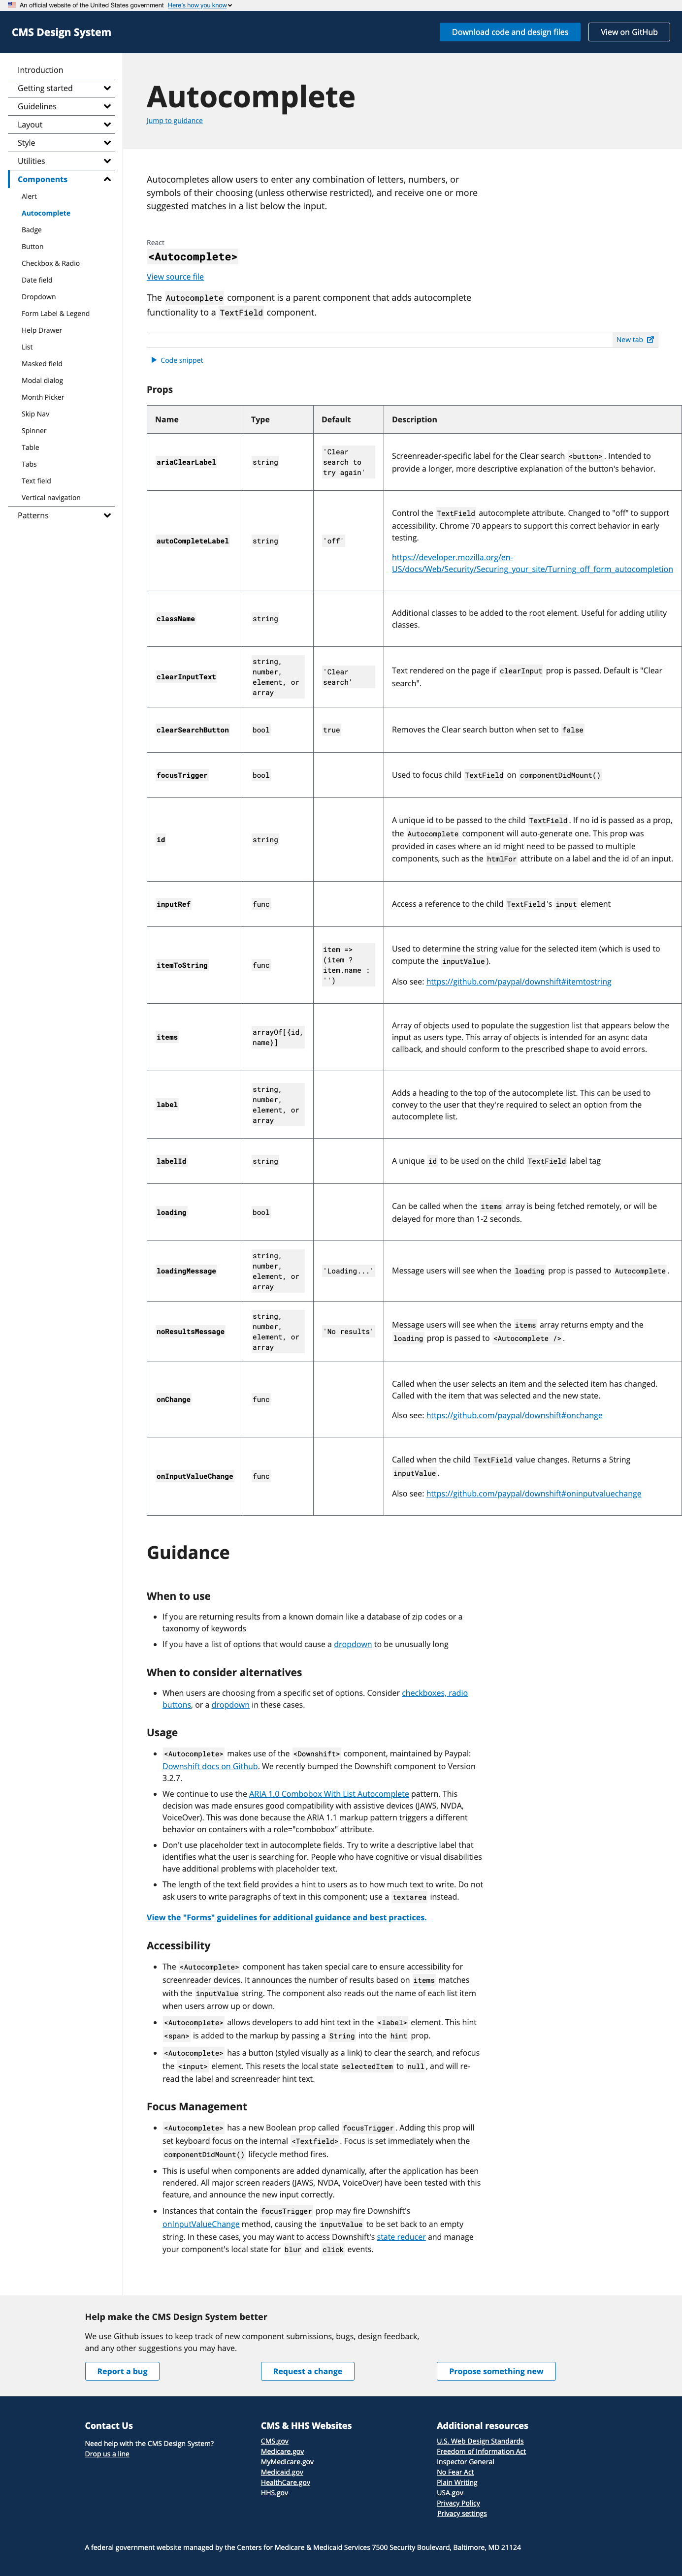 An official website of the United States government Here's how you know
CMS Design System
Download code and design files
View on GitHub
Introduction
Getting started
Guidelines
Layout
Style
Utilities
Components
Alert
Autocomplete
Badge
Button
Checkbox & Radio
Date field
Dropdown
Form Label & Legend
Help Drawer
List
Masked field
Modal dialog
Month Picker
Skip Nav
Spinner
Table
Tabs
Text field
Vertical navigation
Patterns
Autocomplete
Jump to guidance
Autocompletes allow users to enter any combination of letters, numbers, or
symbols of their choosing (unless otherwise restricted), and receive one or more
suggested matches in a list below the input.
React
<Autocomplete>
View source file
The Autocomplete component is a parent component that adds autocomplete
functionality to a TextField component.
New tab
Code snippet
Props
Name Type Default Description
ariaClearLabel
string
'Clear
search to
try again'
Screenreader-specific label for the Clear search <button>. Intended to
provide a longer, more descriptive explanation of the button's behavior.
autoCompleteLabel
string
'off'
Control the TextField autocomplete attribute. Changed to "off" to support
accessibility. Chrome 70 appears to support this correct behavior in early
testing.
https://developer.mozilla.org/en-
US/docs/Web/Security/Securing_your_site/Turning_off_form_autocompletion
className
string
Additional classes to be added to the root element. Useful for adding utility
classes.
clearInputText
string,
number,
element, or
array
'Clear
search'
Text rendered on the page if clearInput prop is passed. Default is "Clear
search".
clearSearchButton
bool
true
Removes the Clear search button when set to false
focusTrigger
bool
Used to focus child TextField on componentDidMount()
id
string
A unique id to be passed to the child TextField. If no id is passed as a prop,
the Autocomplete component will auto-generate one. This prop was
provided in cases where an id might need to be passed to multiple
components, such as the htmlFor attribute on a label and the id of an input.
inputRef
func
Access a reference to the child TextField's input element
itemToString
func
item =>
(item ?
item.name :
'')
Used to determine the string value for the selected item (which is used to
compute the inputValue).
Also see: https://github.com/paypal/downshift#itemtostring
items
arrayOf[{id,
name}]
Array of objects used to populate the suggestion list that appears below the
input as users type. This array of objects is intended for an async data
callback, and should conform to the prescribed shape to avoid errors.
label
string,
number,
element, or
array
Adds a heading to the top of the autocomplete list. This can be used to
convey to the user that they're required to select an option from the
autocomplete list.
labelId
string
A unique id to be used on the child TextField label tag
loading
bool
Can be called when the items array is being fetched remotely, or will be
delayed for more than 1-2 seconds.
loadingMessage
string,
number,
element, or
array
'Loading...'
Message users will see when the loading prop is passed to Autocomplete.
noResultsMessage
string,
number,
element, or
array
'No results'
Message users will see when the items array returns empty and the
loading prop is passed to <Autocomplete />.
onChange
func
Called when the user selects an item and the selected item has changed.
Called with the item that was selected and the new state.
Also see: https://github.com/paypal/downshift#onchange
onInputValueChange
func
Called when the child TextField value changes. Returns a String
inputValue.
Also see: https://github.com/paypal/downshift#oninputvaluechange
Guidance
When to use
• If you are returning results from a known domain like a database of zip codes or a
taxonomy of keywords
• If you have a list of options that would cause a dropdown to be unusually long
When to consider alternatives
• When users are choosing from a specific set of options. Consider checkboxes, radio
buttons, or a dropdown in these cases.
Usage
• <Autocomplete> makes use of the <Downshift> component, maintained by Paypal:
Downshift docs on Github. We recently bumped the Downshift component to Version
3.2.7.
• We continue to use the ARIA 1.0 Combobox With List Autocomplete pattern. This
decision was made ensures good compatibility with assistive devices (JAWS, NVDA,
VoiceOver). This was done because the ARIA 1.1 markup pattern triggers a different
behavior on containers with a role="combobox" attribute.
• Don't use placeholder text in autocomplete fields. Try to write a descriptive label that
identifies what the user is searching for. People who have cognitive or visual disabilities
have additional problems with placeholder text.
• The length of the text field provides a hint to users as to how much text to write. Do not
ask users to write paragraphs of text in this component; use a textarea instead.
View the "Forms" guidelines for additional guidance and best practices.
Accessibility
• The <Autocomplete> component has taken special care to ensure accessibility for
screenreader devices. It announces the number of results based on items matches
with the inputValue string. The component also reads out the name of each list item
when users arrow up or down.
• <Autocomplete> allows developers to add hint text in the <label> element. This hint
<span> is added to the markup by passing a String into the hint prop.
• <Autocomplete> has a button (styled visually as a link) to clear the search, and refocus
the <input> element. This resets the local state selectedItem to null, and will re-
read the label and screenreader hint text.
Focus Management
• <Autocomplete> has a new Boolean prop called focusTrigger. Adding this prop will
set keyboard focus on the internal <Textfield>. Focus is set immediately when the
componentDidMount() lifecycle method fires.
• This is useful when components are added dynamically, after the application has been
rendered. All major screen readers (JAWS, NVDA, VoiceOver) have been tested with this
feature, and announce the new input correctly.
• Instances that contain the focusTrigger prop may fire Downshift's
onInputValueChange method, causing the inputValue to be set back to an empty
string. In these cases, you may want to access Downshift's state reducer and manage
your component's local state for blur and click events.
Help make the CMS Design System better
We use Github issues to keep track of new component submissions, bugs, design feedback,
and any other suggestions you may have.
Report a bug
Request a change
Propose something new
Contact Us
Need help with the CMS Design System?
Drop us a line
CMS & HHS Websites
CMS.gov
Medicare.gov
MyMedicare.gov
Medicaid.gov
HealthCare.gov
HHS.gov
Additional resources
U.S. Web Design Standards
Freedom of Information Act
Inspector General
No Fear Act
Plain Writing
USA.gov
Privacy Policy
Privacy settings
A federal government website managed by the Centers for Medicare & Medicaid Services 7500 Security Boulevard, Baltimore, MD 21124